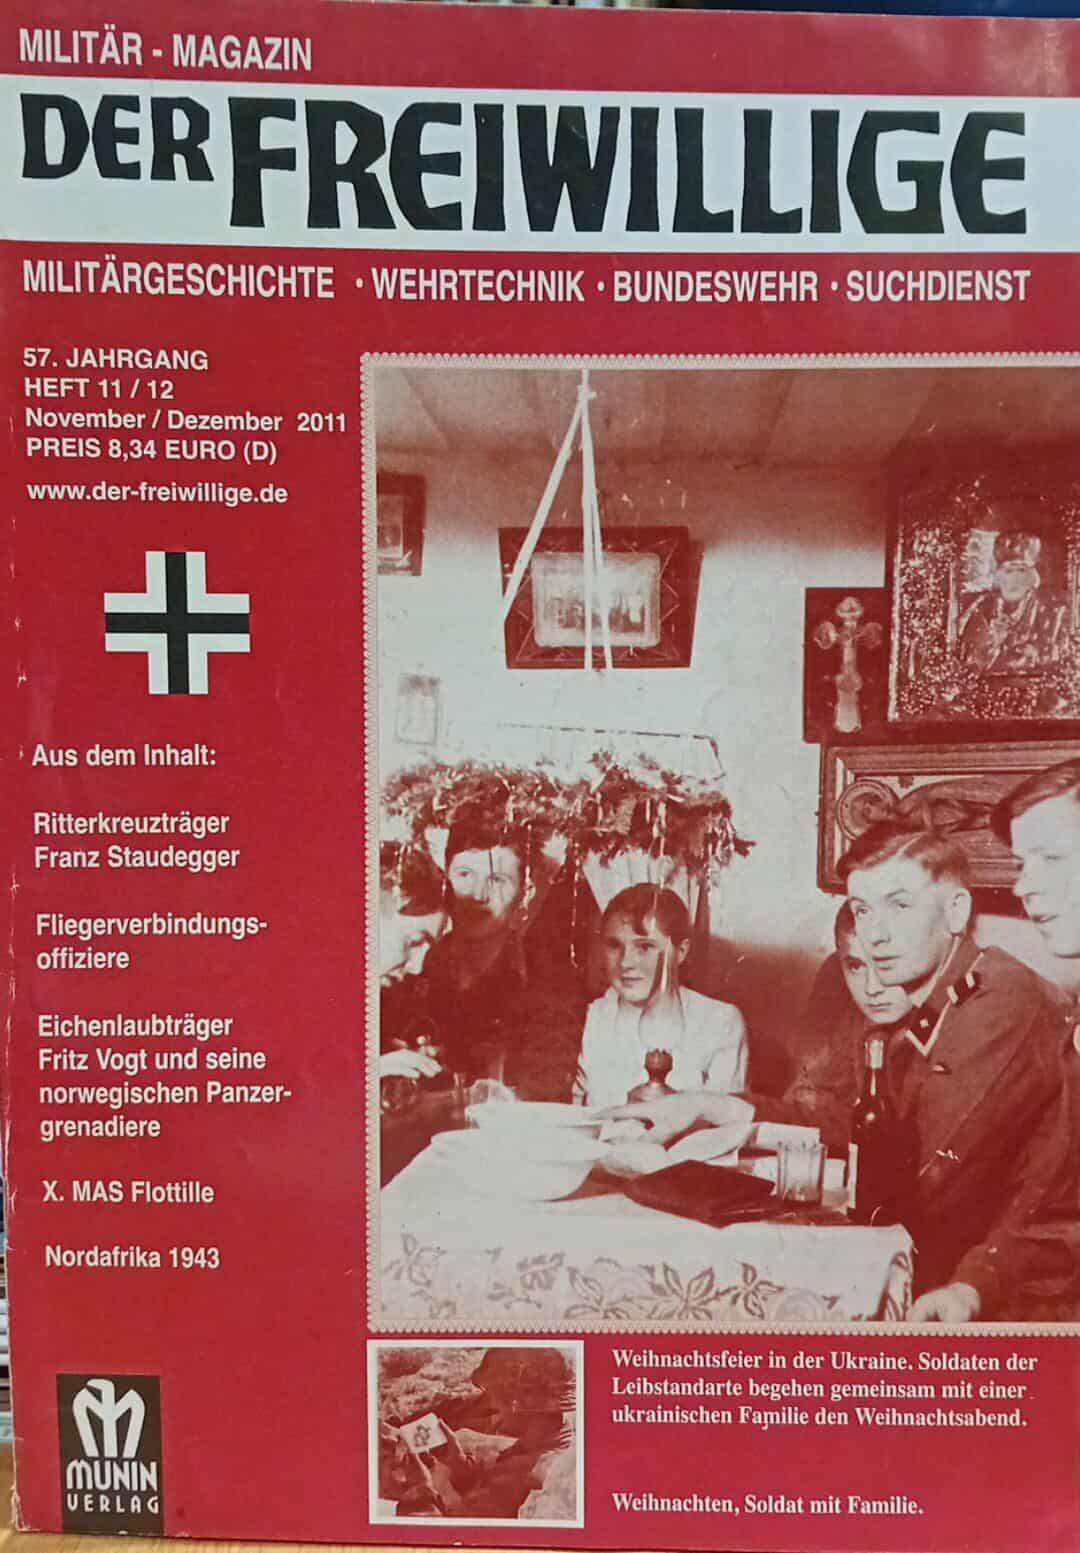 MILITÄR - MAGAZIN
DER FREIWILLIGE
MILITÄRGESCHICHTE • WEHRTECHNIK • BUNDESWEHR • SUCHDIENST
57. JAHRGANG
HEFT 11 / 12
November / Dezember 2011
PREIS 8,34 EURO (D)
www.der-freiwillige.de
Aus dem Inhalt:
Ritterkreuzträger
Franz Staudegger
Fliegerverbindungs-
offiziere
Eichenlaubträger
Fritz Vogt und seine
norwegischen Panzer-
grenadiere
X. MAS Flottille
Nordafrika 1943
MUNIN
VERLAG
Weihnachtsfeier in der Ukraine. Soldaten der
Leibstandarte begehen gemeinsam mit einer
ukrainischen Familie den Weihnachtsabend.
Weihnachten, Soldat mit Familie.